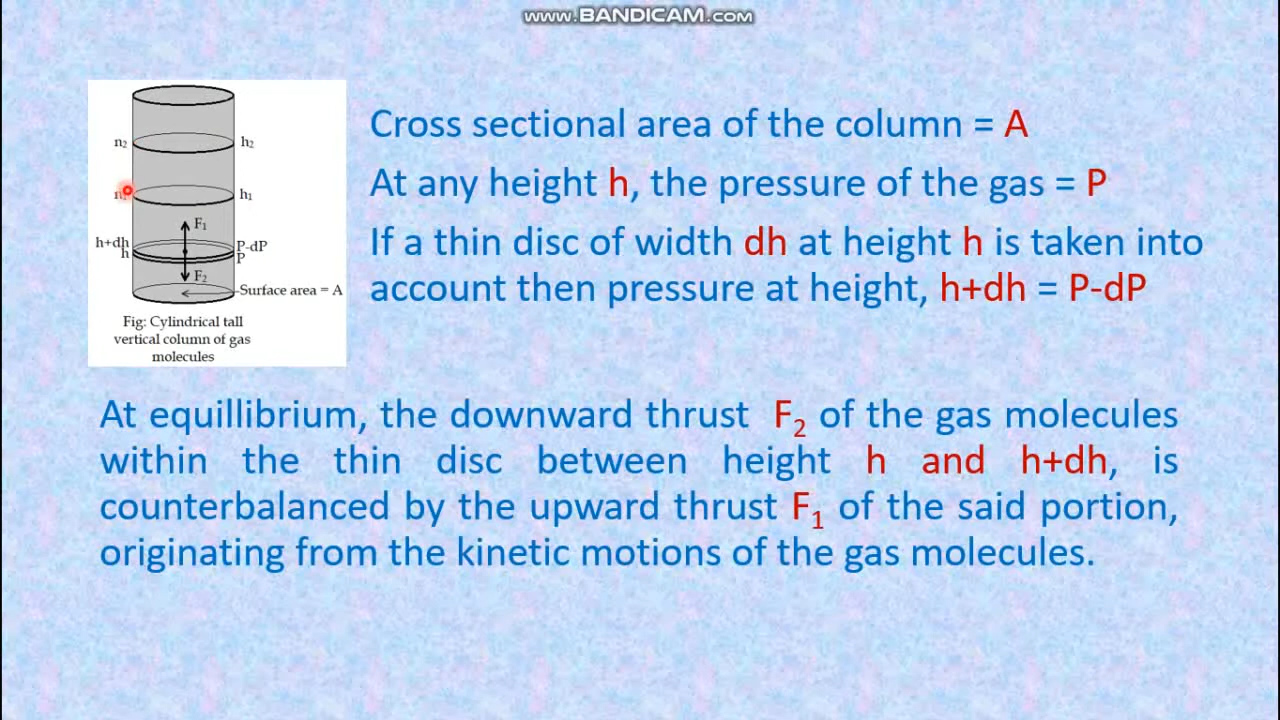 www.BANDICAM.com
n₂
h₂
h₁
F₁
h+dh
P-dP
h
P
F₂
Surface area = A
Fig: Cylindrical tall
vertical column of gas
molecules
Cross sectional area of the column = A
At any height h, the pressure of the gas = P
If a thin disc of width dh at height h is taken into
account then pressure at height, h+dh = P-dP
At equillibrium, the downward thrust F₂ of the gas molecules
within the thin disc between height h and h+dh, is
counterbalanced by the upward thrust F₁ of the said portion,
originating from the kinetic motions of the gas molecules.